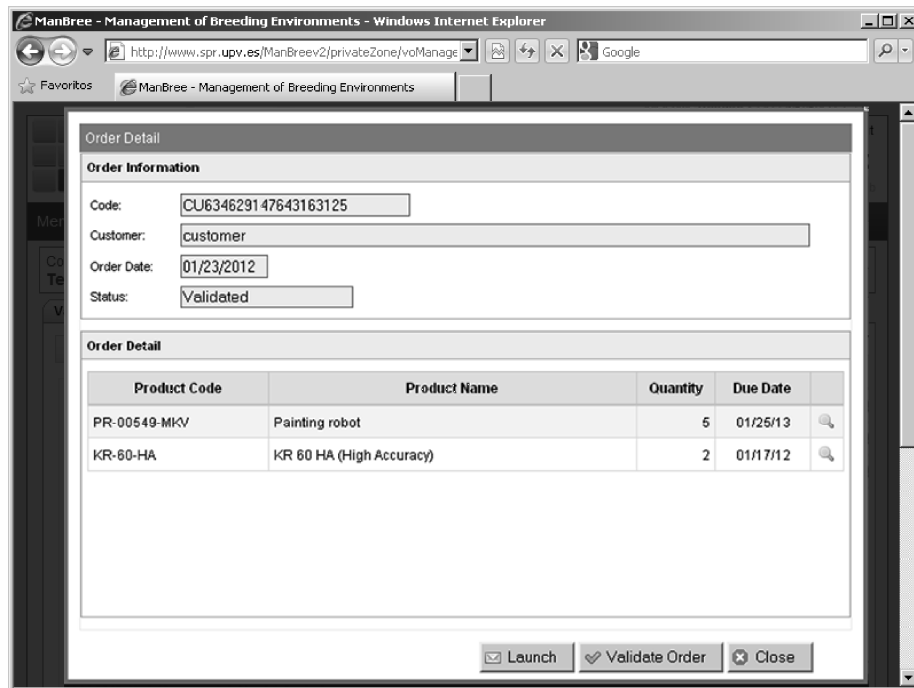 ManBree - Management of Breeding Environments - Windows Internet Explorer
http://www.spr.upv.es/ManBreev2/privateZone/voManage
Google
Favoritos
ManBree - Management of Breeding Environments
Order Detail
Order Information
Code: CU634629147643163125
Customer: customer
Order Date: 01/23/2012
Status: Validated
Order Detail
Product Code Product Name Quantity Due Date
PR-00549-MKV Painting robot 5 01/25/13
KR-60-HA KR 60 HA (High Accuracy) 2 01/17/12
Launch Validate Order Close